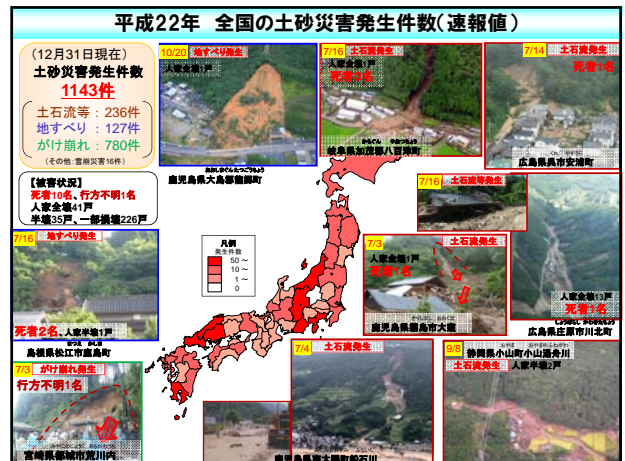 平成22年 全国の土砂災害発生件数(速報値)
(12月31日現在)
土砂災害発生件数
1143件
土石流等 : 236件
地すべり : 127件
がけ崩れ : 780件
(その他:雪崩災害16件)
【被害状況】
死者10名、行方不明1名
人家全壊41戸
半壊35戸、一部損壊226戸
10/20 地すべり発生
鹿児島県大島郡龍郷町
7/16 土石流発生
人家全壊1戸
死者3名
岐阜県加茂郡八百津町
7/14 土石流発生
死者1名
広島県呉市安浦町
7/16 土石流等発生
人家全壊13戸
死者1名
広島県庄原市川北町
7/3 土石流発生
人家全壊1戸
死者1名
鹿児島県霧島市大窪
凡例
発生件数
50~
10~
1~
0
7/16 地すべり発生
死者2名、人家半壊1戸
島根県松江市鹿島町
7/3 がけ崩れ発生
行方不明1名
宮崎県都城市荒川内
7/4 土石流発生
鹿児島県南大隅町船石川
9/8 静岡県小山町小山湯舟川
土石流発生 人家半壊2戸